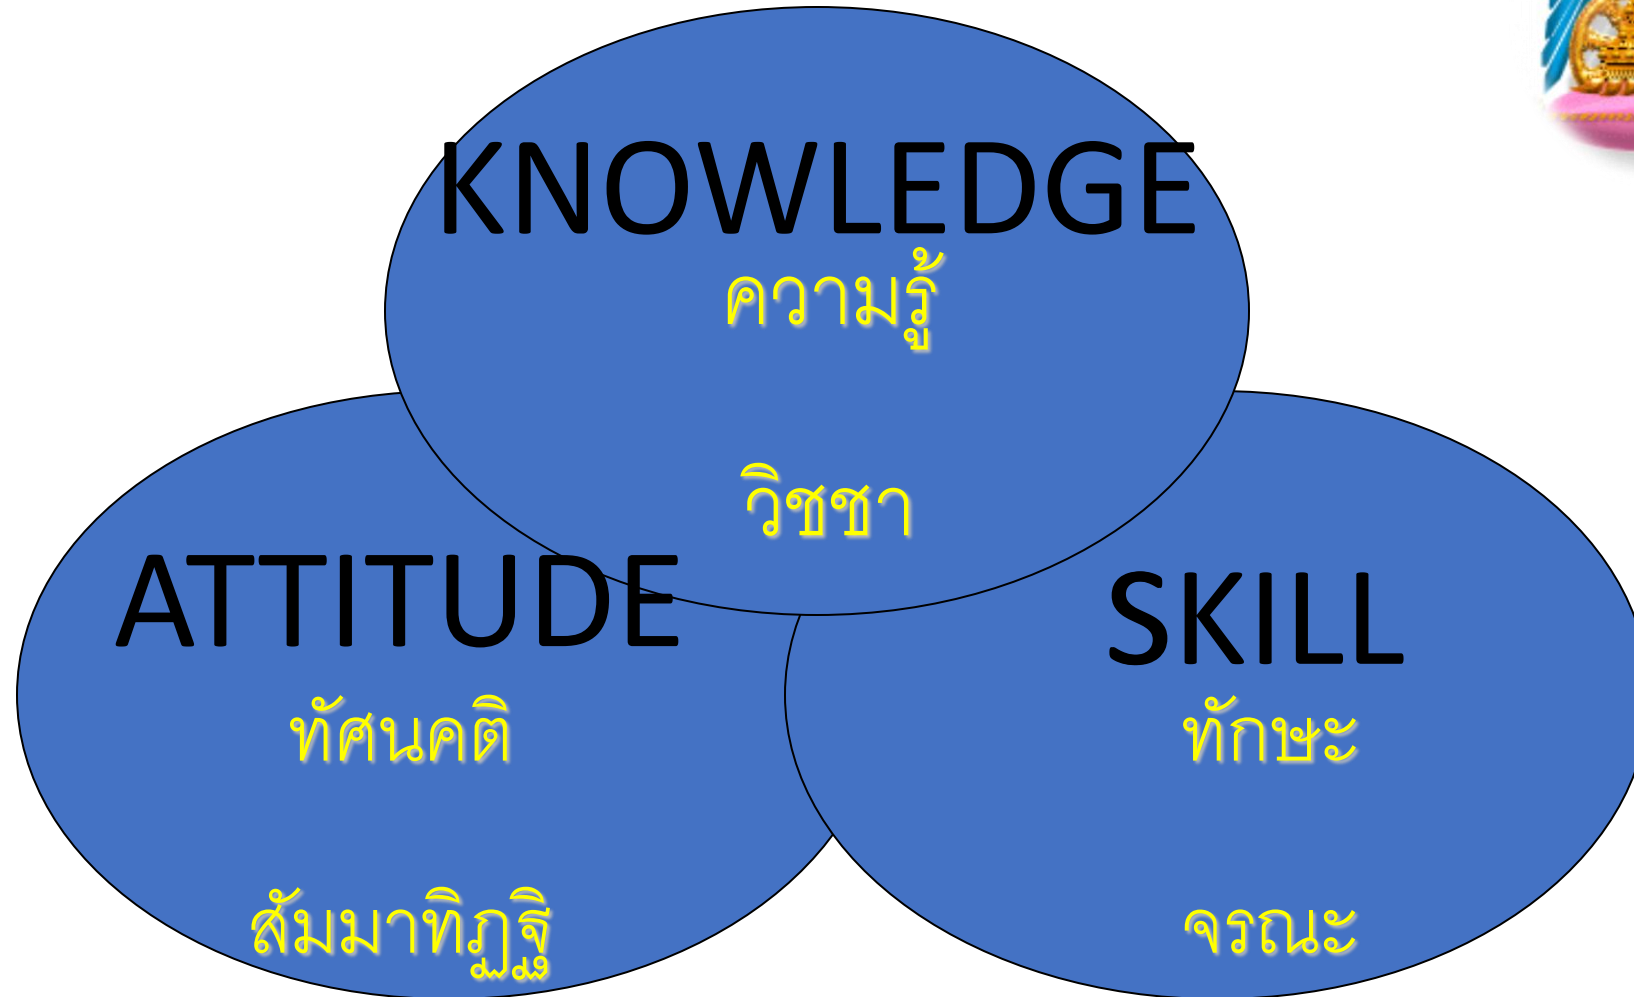 KNOWLEDGE
ความรู้
วิชชา
ATTITUDE
ทัศนคติ
สัมมาทิฏฐิ
SKILL
ทักษะ
จรณะ